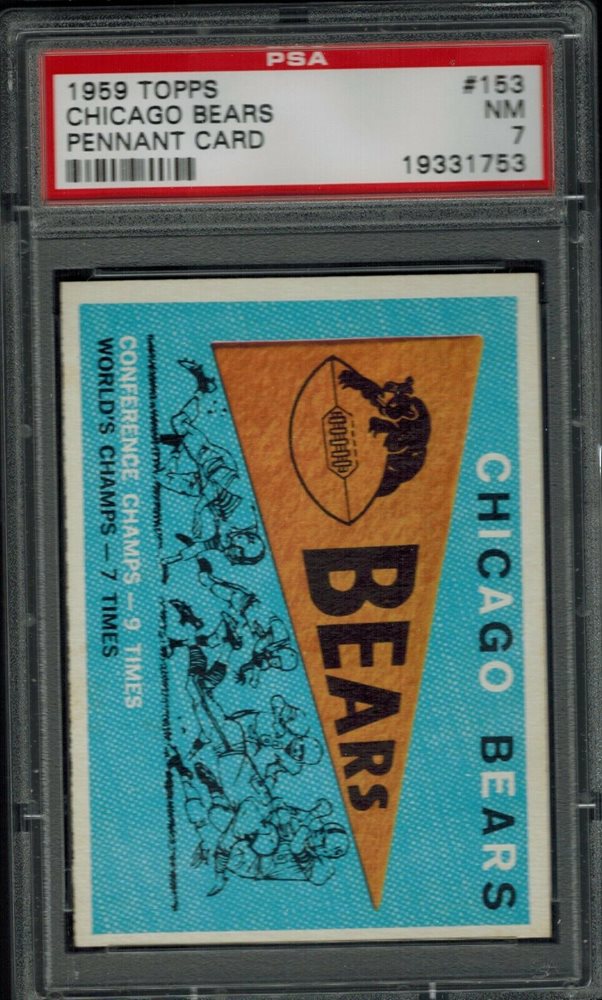 PSA
1959 TOPPS #153
CHICAGO BEARS NM
PENNANT CARD 7
19331753
CHICAGO BEARS
BEARS
CONFERENCE CHAMPS - 9 TIMES
WORLD'S CHAMPS - 7 TIMES